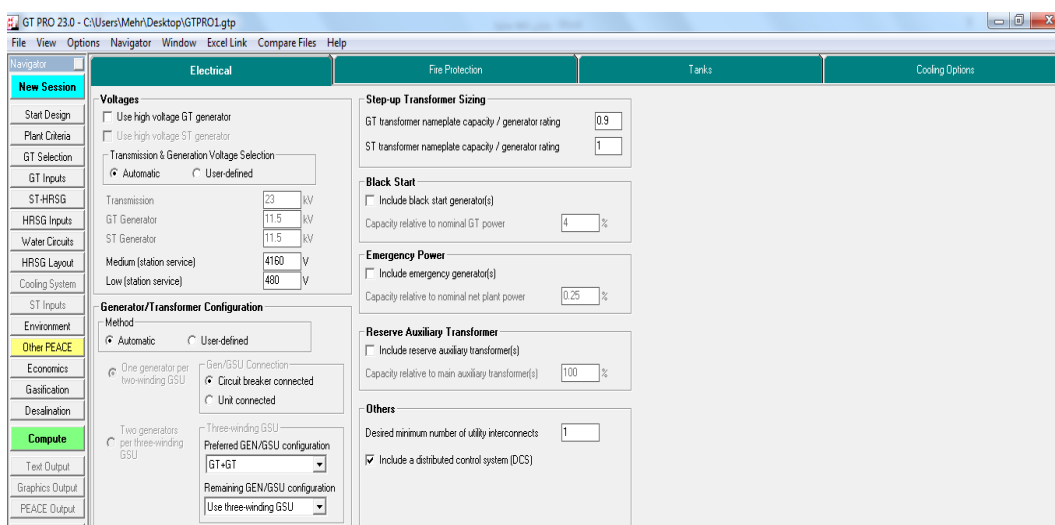 GT PRO 23.0 - C:\Users\Mehr\Desktop\GTPRO1.gtp
File View Options Navigator Window Excel Link Compare Files Help
Navigator
New Session
Start Design
Plant Criteria
GT Selection
GT Inputs
ST-HRSG
HRSG Inputs
Water Circuits
HRSG Layout
Cooling System
ST Inputs
Environment
Other PEACE
Economics
Gasification
Desalination
Compute
Text Output
Graphics Output
PEACE Output
Electrical
Fire Protection
Tanks
Cooling Options
Voltages
Use high voltage GT generator
Use high voltage ST generator
Transmission & Generation Voltage Selection
Automatic User-defined
Transmission 23 kV
GT Generator 11.5 kV
ST Generator 11.5 kV
Medium (station service) 4160 V
Low (station service) 480 V
Generator/Transformer Configuration
Method
Automatic User-defined
One generator per
two-winding GSU
Gen/GSU Connection
Circuit breaker connected
Unit connected
Two generators
per three-winding
GSU
Three-winding GSU
Preferred GEN/GSU configuration
GT+GT
Remaining GEN/GSU configuration
Use three-winding GSU
Step-up Transformer Sizing
GT transformer nameplate capacity / generator rating 0.9
ST transformer nameplate capacity / generator rating 1
Black Start
Include black start generator(s)
Capacity relative to nominal GT power 4 %
Emergency Power
Include emergency generator(s)
Capacity relative to nominal net plant power 0.25 %
Reserve Auxiliary Transformer
Include reserve auxiliary transformer(s)
Capacity relative to main auxiliary transformer(s) 100 %
Others
Desired minimum number of utility interconnects 1
Include a distributed control system (DCS)